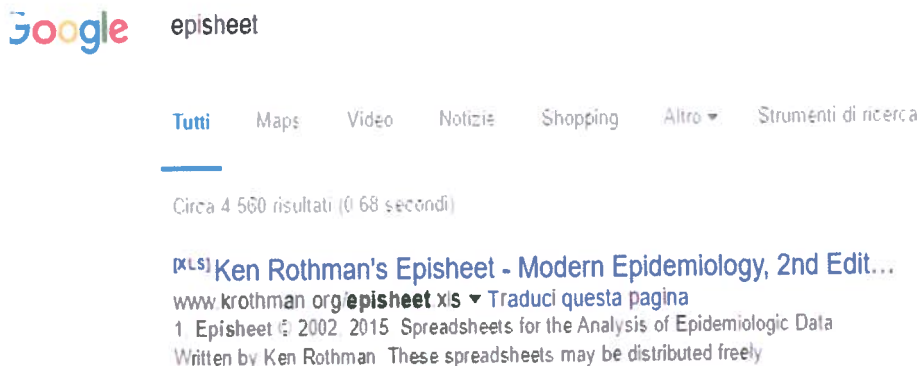 Google episheet
Tutti Maps Video Notizie Shopping Altro ▾ Strumenti di ricerca
Circa 4 560 risultati (0 68 secondi)
[XLS] Ken Rothman's Episheet - Modern Epidemiology, 2nd Edit...
www krothman org/episheet xls ▾ Traduci questa pagina
1 Episheet © 2002 2015 Spreadsheets for the Analysis of Epidemiologic Data
Written by Ken Rothman These spreadsheets may be distributed freely